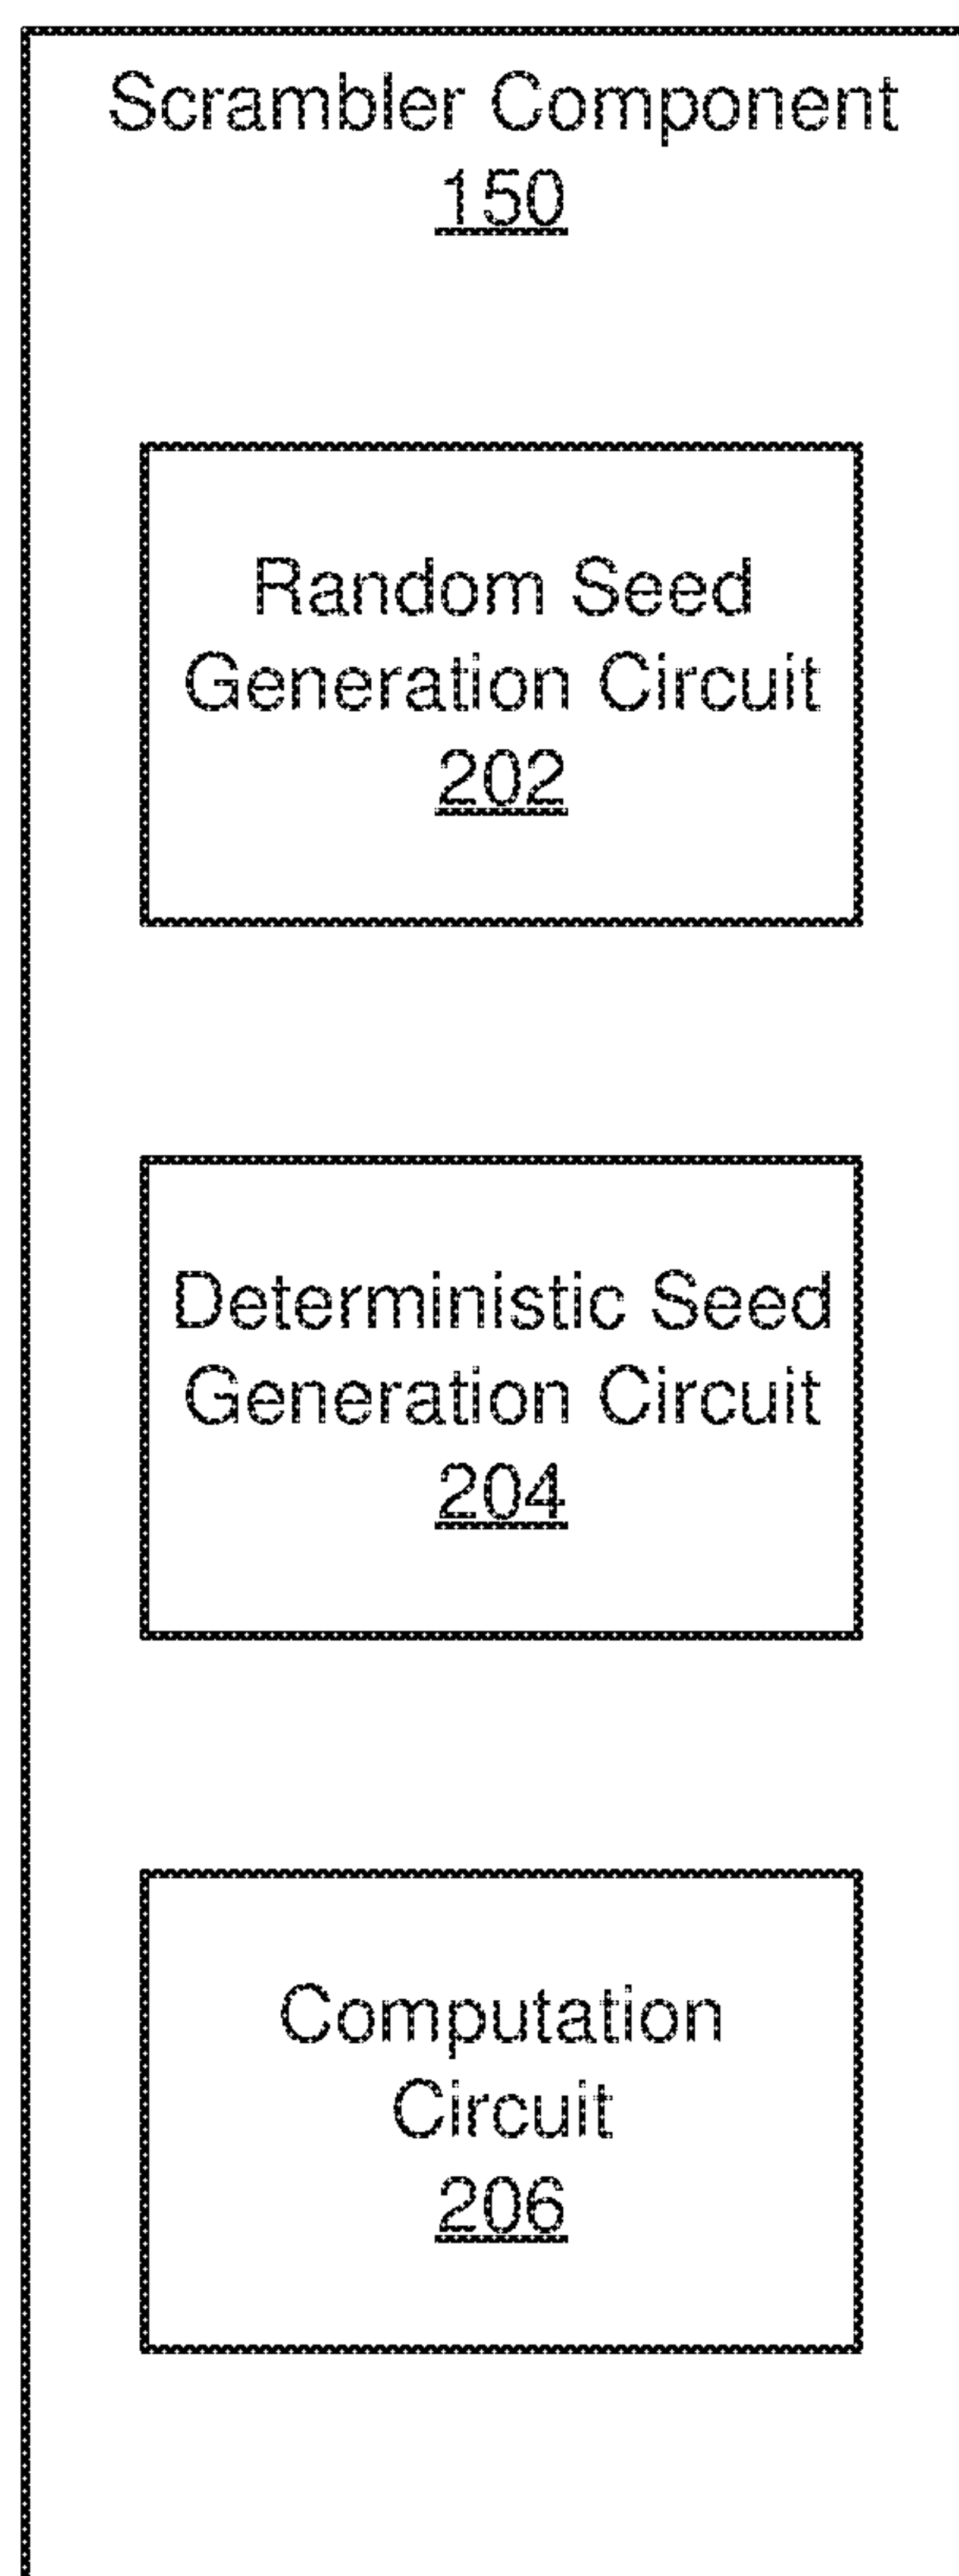 Scrambler Component
150
Random Seed
Generation Circuit
202
Deterministic Seed
Generation Circuit
204
Computation
Circuit
206